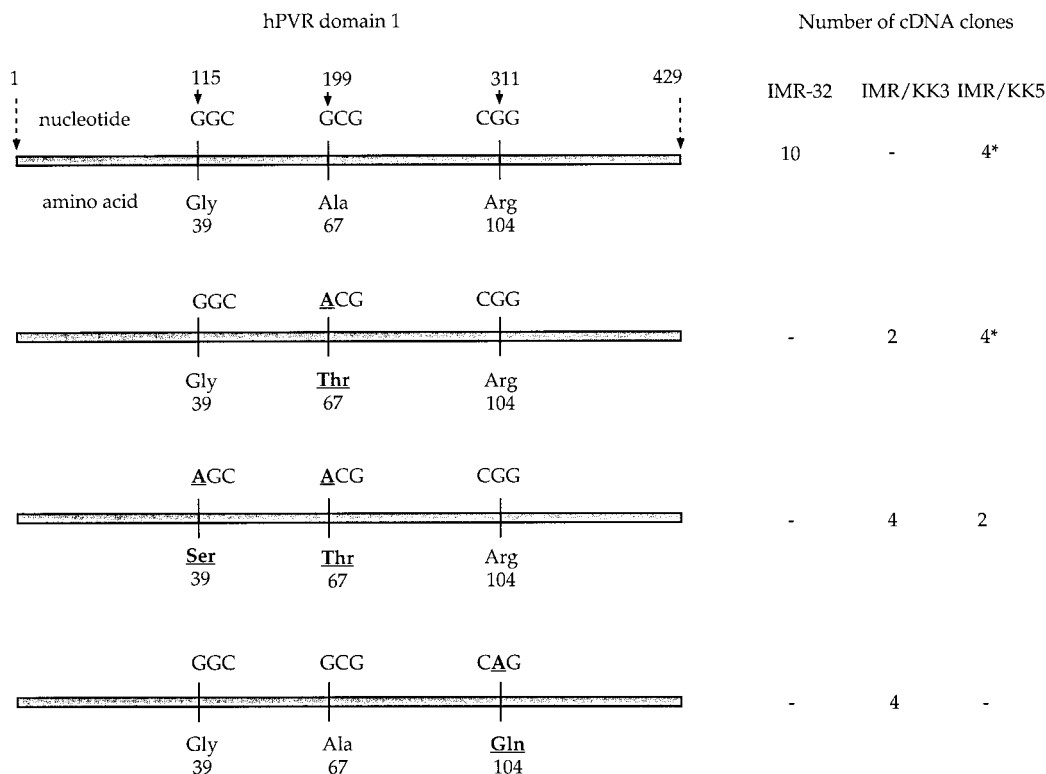 hPVR domain 1 Number of cDNA clones
1 115 199 311 429
IMR-32 IMR/KK3 IMR/KK5
nucleotide GGC GCG CGG
10 - 4*
amino acid Gly Ala Arg
39 67 104
GGC ACG CGG
- 2 4*
Gly Thr Arg
39 67 104
AGC ACG CGG
- 4 2
Ser Thr Arg
39 67 104
GGC GCG CAG
- 4 -
Gly Ala Gln
39 67 104